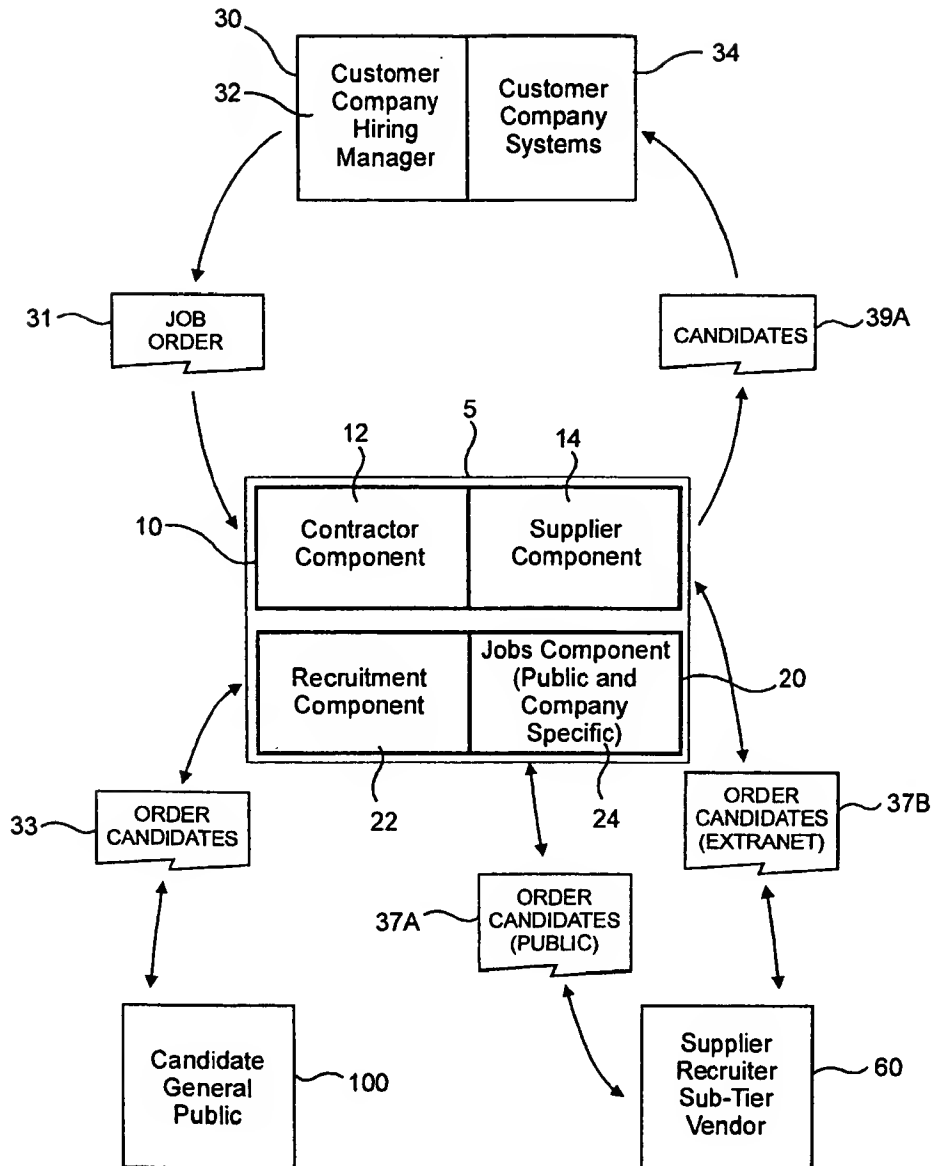 30
32
Customer
Company
Hiring
Manager
Customer
Company
Systems
34
31
JOB
ORDER
CANDIDATES
39A
5
12
14
10
Contractor
Component
Supplier
Component
Recruitment
Component
Jobs Component
(Public and
Company
Specific)
20
22
24
33
ORDER
CANDIDATES
37A
ORDER
CANDIDATES
(PUBLIC)
ORDER
CANDIDATES
(EXTRANET)
37B
Candidate
General
Public
100
Supplier
Recruiter
Sub-Tier
Vendor
60